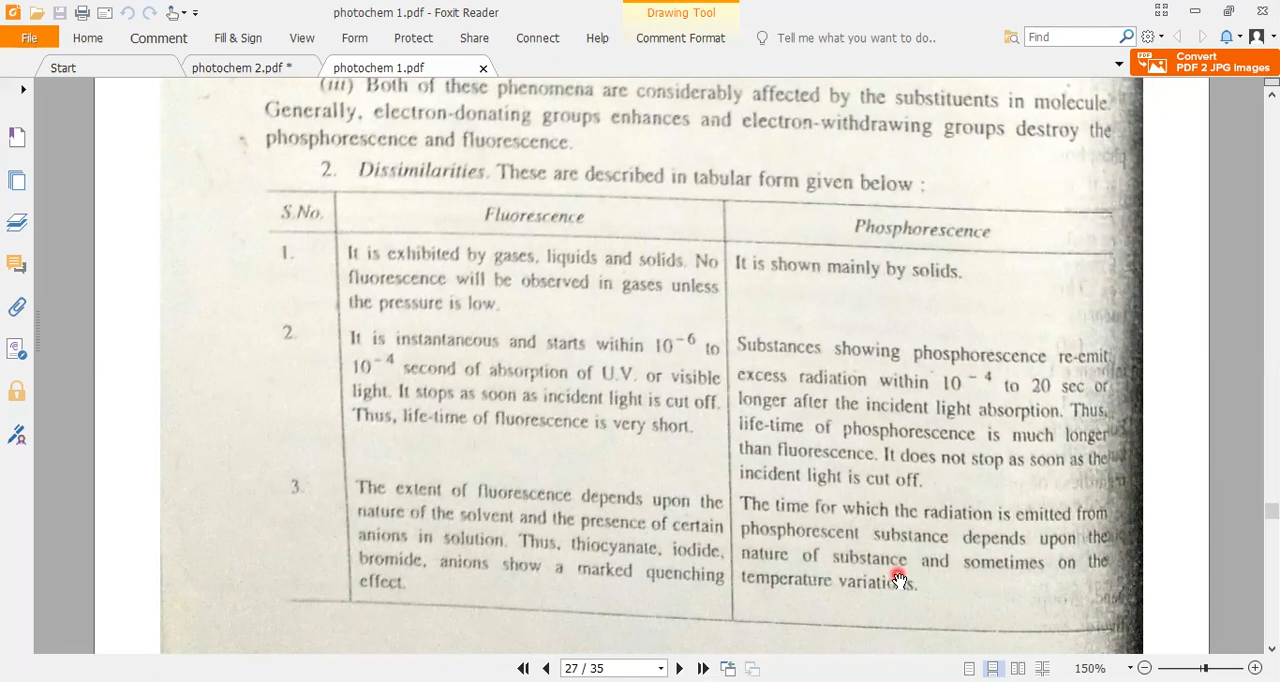 photochem 1.pdf - Foxit Reader
Drawing Tool
File Home Comment Fill & Sign View Form Protect Share Connect Help Comment Format Tell me what you want to do.. Find
Start photochem 2.pdf * photochem 1.pdf
Convert
PDF 2 JPG Images
(iii) Both of these phenomena are considerably affected by the substituents in molecule.
Generally, electron-donating groups enhances and electron-withdrawing groups destroy the
phosphorescence and fluorescence.
2. Dissimilarities. These are described in tabular form given below :
S.No. Fluorescence Phosphorescence
1. It is exhibited by gases, liquids and solids. No
fluorescence will be observed in gases unless
the pressure is low.
It is shown mainly by solids.
2. It is instantaneous and starts within 10⁻⁶ to
10⁻⁴ second of absorption of U.V. or visible
light. It stops as soon as incident light is cut off.
Thus, life-time of fluorescence is very short.
Substances showing phosphorescence re-emit
excess radiation within 10⁻⁴ to 20 sec or
longer after the incident light absorption. Thus,
life-time of phosphorescence is much longer
than fluorescence. It does not stop as soon as the
incident light is cut off.
3. The extent of fluorescence depends upon the
nature of the solvent and the presence of certain
anions in solution. Thus, thiocyanate, iodide,
bromide, anions show a marked quenching
effect.
The time for which the radiation is emitted from
phosphorescent substance depends upon the
nature of substance and sometimes on the
temperature variations.
27 / 35
150%